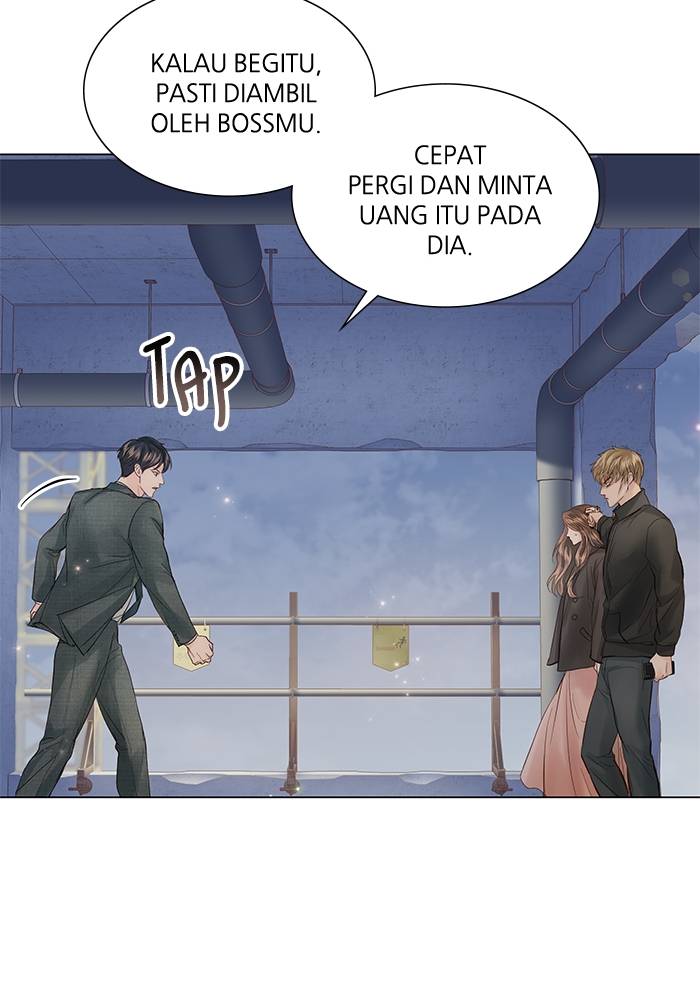 KALAU BEGITU,
PASTI DIAMBIL
OLEH BOSSMU.
CEPAT
PERGI DAN MINTA
UANG ITU PADA
DIA.
TAP